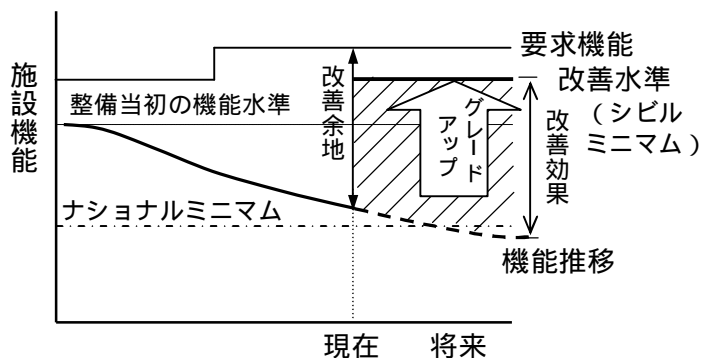 要求機能
改善水準
(シビル
ミニマム)
施設機能
整備当初の機能水準
改善余地
グレード
アップ
改善効果
ナショナルミニマム
機能推移
現在
将来